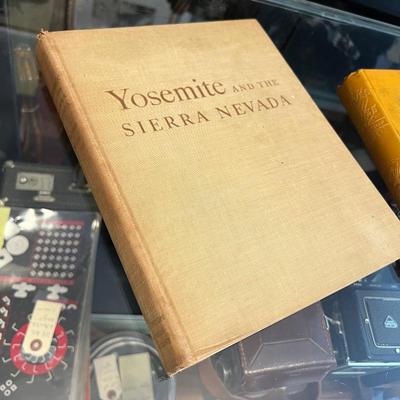 Yosemite AND THE
SIERRA NEVADA